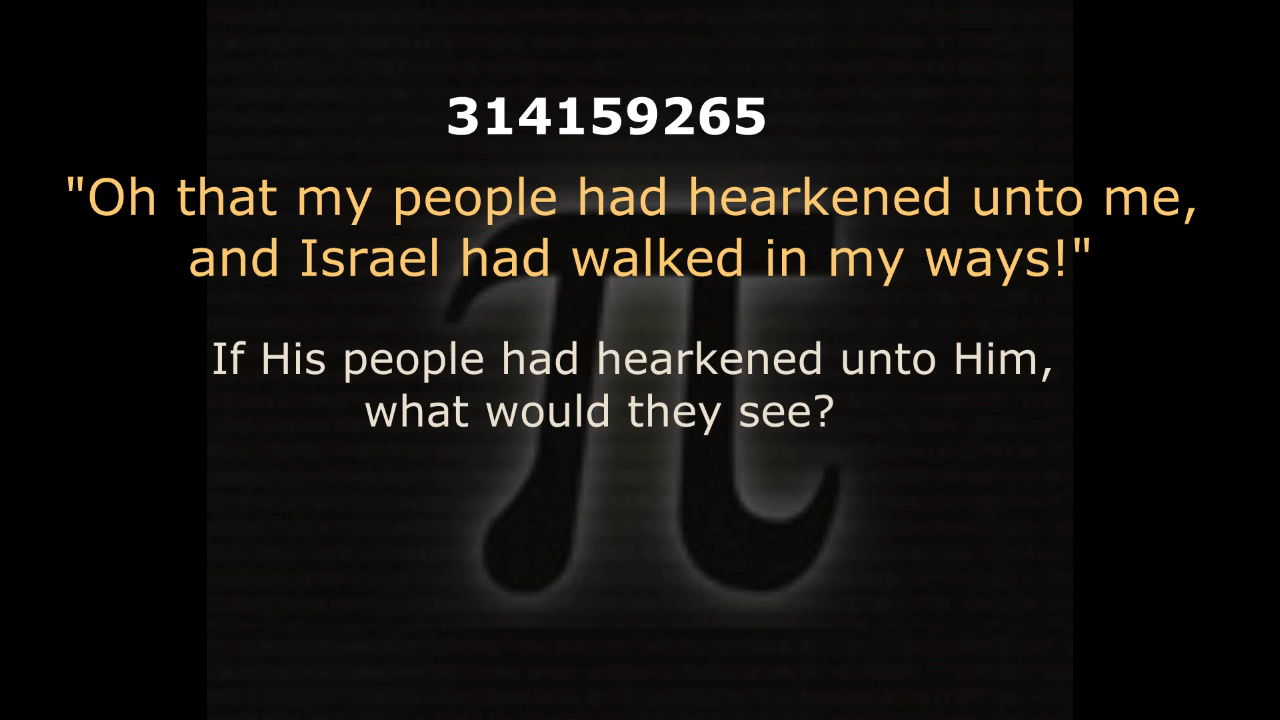 314159265
"Oh that my people had hearkened unto me,
and Israel had walked in my ways!"
If His people had hearkened unto Him,
what would they see?
π